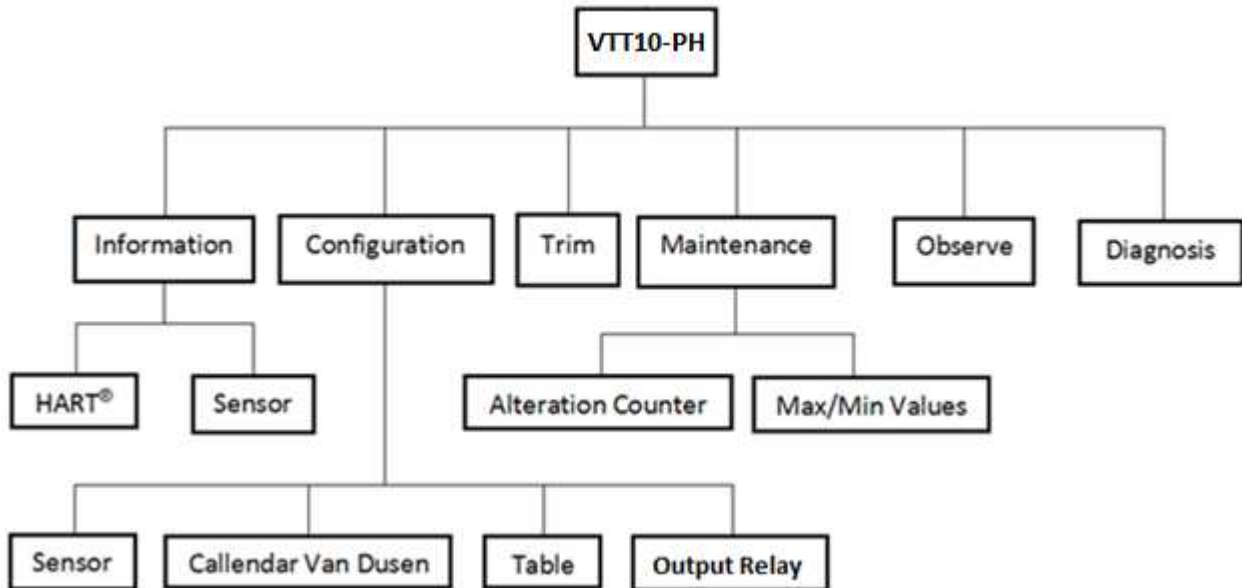 VTT10-PH
Information
Configuration
Trim
Maintenance
Observe
Diagnosis
HART®
Sensor
Alteration Counter
Max/Min Values
Sensor
Callendar Van Dusen
Table
Output Relay